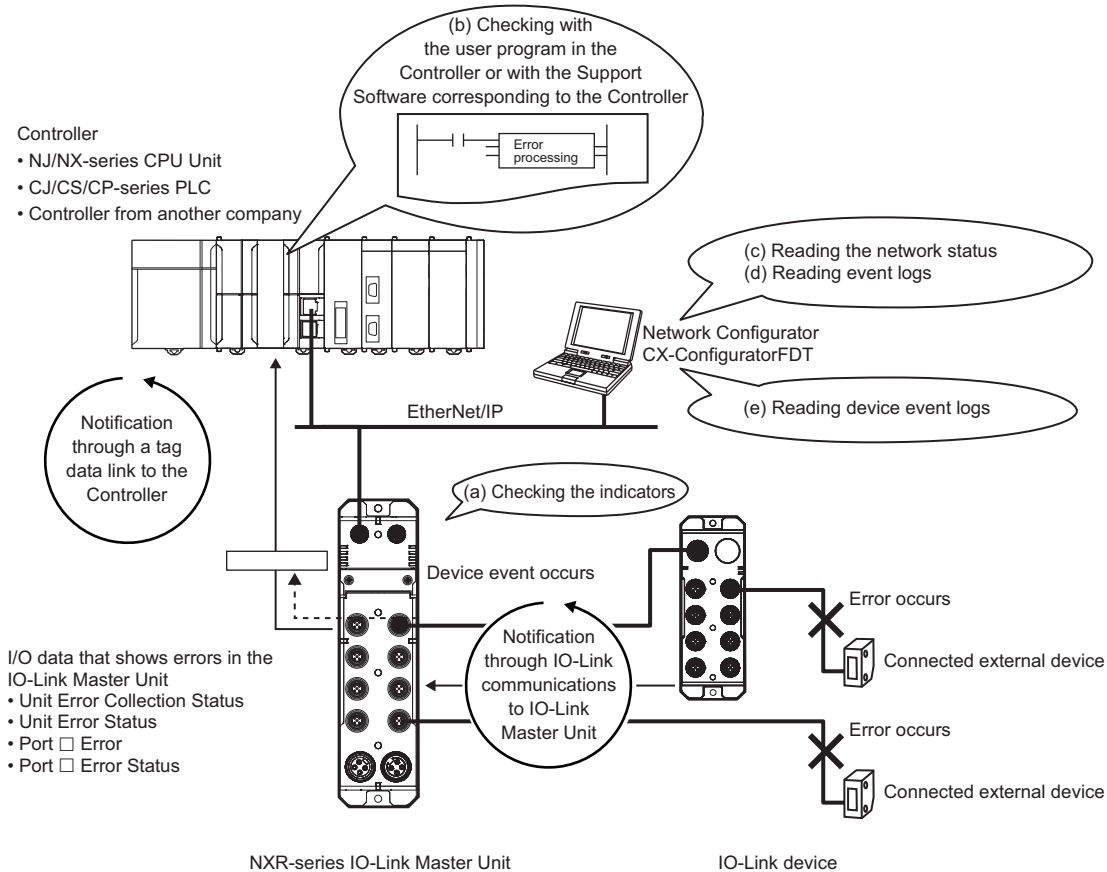 (b) Checking with
the user program in the
Controller or with the Support
Software corresponding to the Controller
Error
processing
Controller
• NJ/NX-series CPU Unit
• CJ/CS/CP-series PLC
• Controller from another company
(c) Reading the network status
(d) Reading event logs
Network Configurator
CX-ConfiguratorFDT
(e) Reading device event logs
EtherNet/IP
Notification
through a tag
data link to the
Controller
(a) Checking the indicators
Device event occurs
Error occurs
Connected external device
Notification
through IO-Link
communications
to IO-Link
Master Unit
I/O data that shows errors in the
IO-Link Master Unit
• Unit Error Collection Status
• Unit Error Status
• Port □ Error
• Port □ Error Status
Error occurs
Connected external device
NXR-series IO-Link Master Unit
IO-Link device